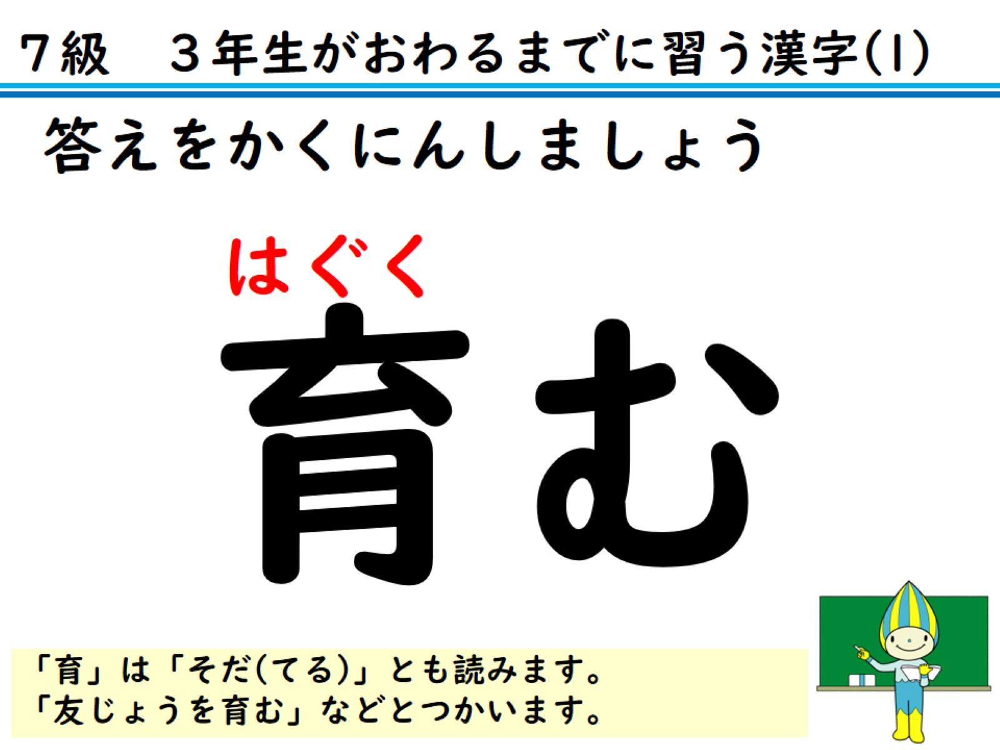 ７級　３年生がおわるまでに習う漢字(1)
答えをかくにんしましょう
はぐく
育む
「育」は「そだ(てる)」とも読みます。
「友じょうを育む」などとつかいます。